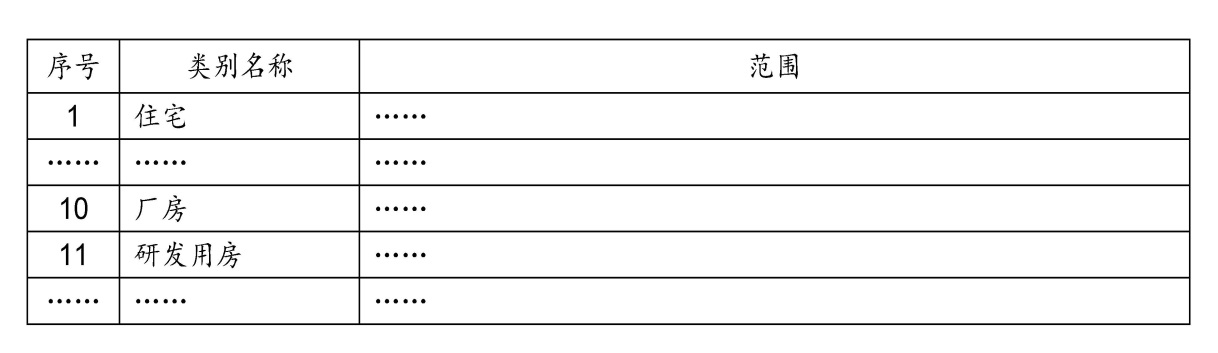 序号 类别名称 范围
1 住宅 ……
…… …… ……
10 厂房 ……
11 研发用房 ……
…… …… ……